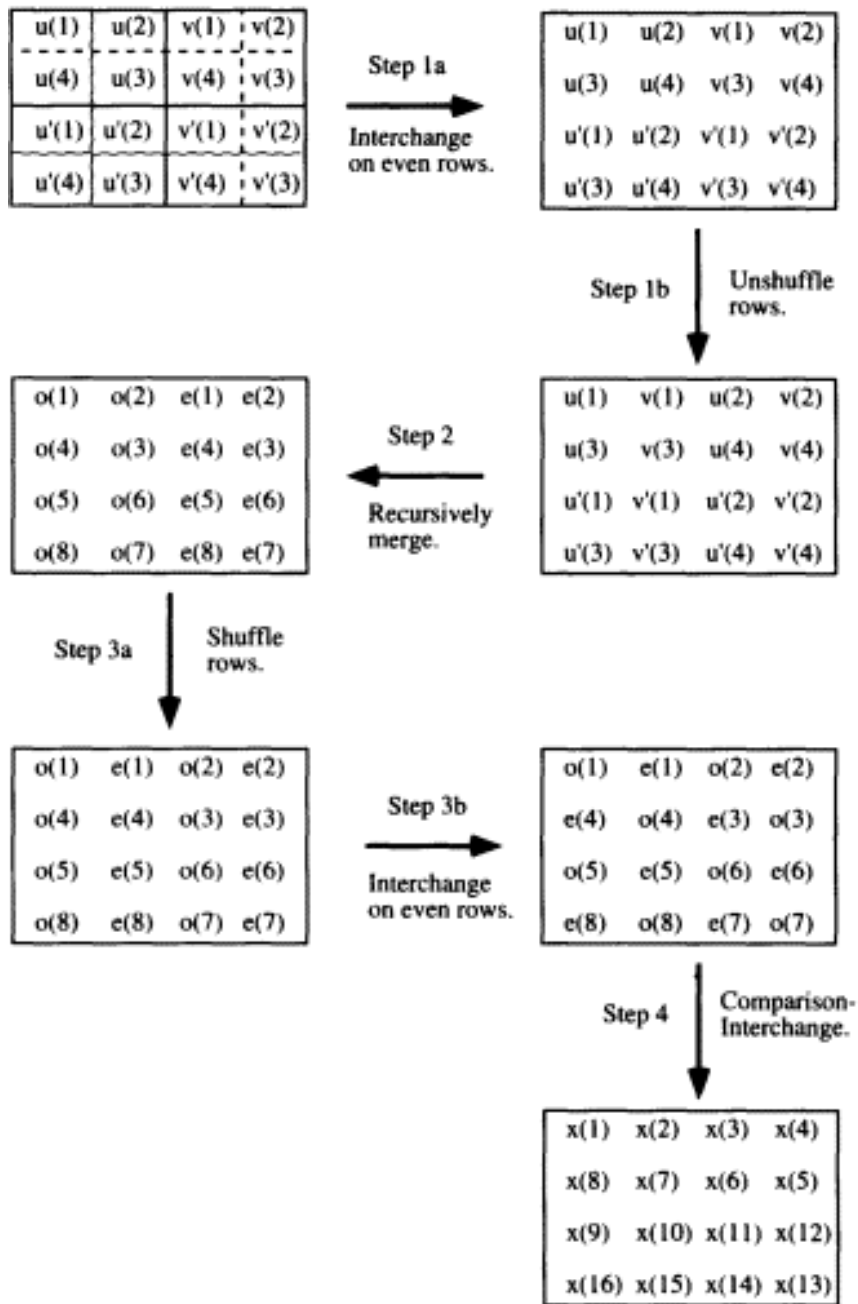 u(1) u(2) v(1) v(2)
u(4) u(3) v(4) v(3)
u'(1) u'(2) v'(1) v'(2)
u'(4) u'(3) v'(4) v'(3)
Step 1a
Interchange
on even rows.
u(1) u(2) v(1) v(2)
u(3) u(4) v(3) v(4)
u'(1) u'(2) v'(1) v'(2)
u'(3) u'(4) v'(3) v'(4)
Step 1b
Unshuffle
rows.
u(1) v(1) u(2) v(2)
u(3) v(3) u(4) v(4)
u'(1) v'(1) u'(2) v'(2)
u'(3) v'(3) u'(4) v'(4)
Step 2
Recursively
merge.
o(1) o(2) e(1) e(2)
o(4) o(3) e(4) e(3)
o(5) o(6) e(5) e(6)
o(8) o(7) e(8) e(7)
Step 3a
Shuffle
rows.
o(1) e(1) o(2) e(2)
o(4) e(4) o(3) e(3)
o(5) e(5) o(6) e(6)
o(8) e(8) o(7) e(7)
Step 3b
Interchange
on even rows.
o(1) e(1) o(2) e(2)
e(4) o(4) e(3) o(3)
o(5) e(5) o(6) e(6)
e(8) o(8) e(7) o(7)
Step 4
Comparison-
Interchange.
x(1) x(2) x(3) x(4)
x(8) x(7) x(6) x(5)
x(9) x(10) x(11) x(12)
x(16) x(15) x(14) x(13)